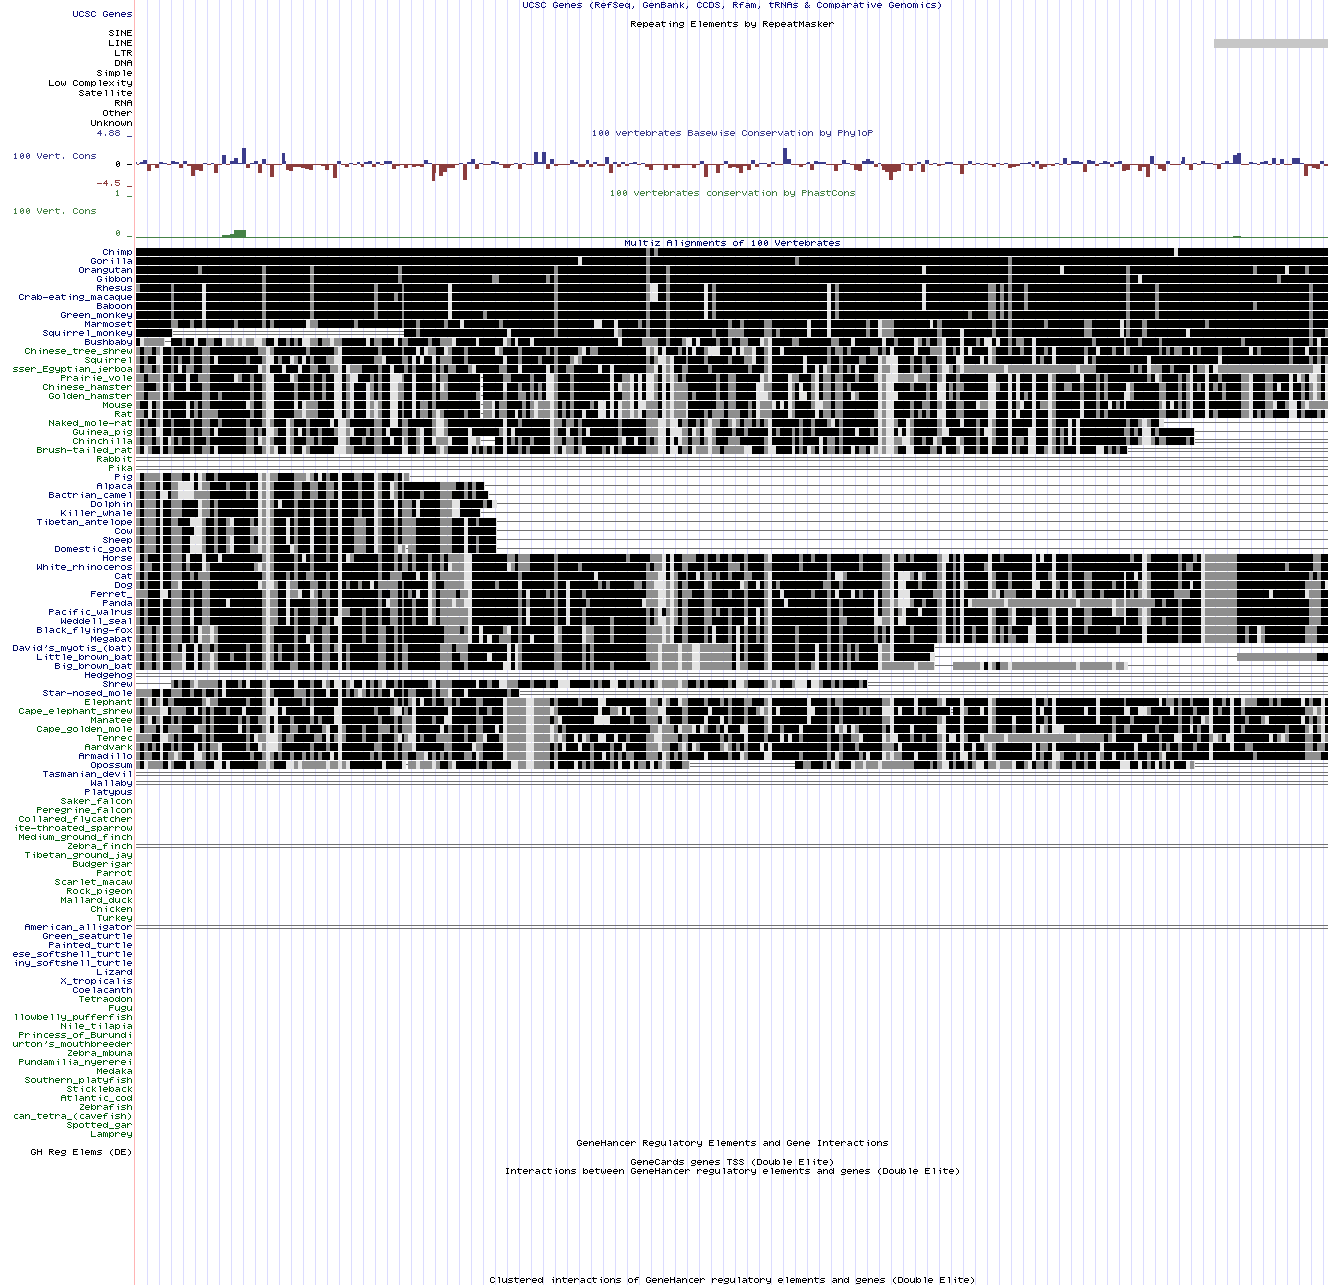 UCSC Genes (RefSeq, GenBank, CCDS, Rfam, tRNAs & Comparative Genomics)
UCSC Genes
Repeating Elements by RepeatMasker
SINE
LINE
LTR
DNA
Simple
Low Complexity
Satellite
RNA
Other
Unknown
4.88 _
100 vertebrates Basewise Conservation by PhyloP
100 Vert. Cons
0 _
-4.5 _
1 _
100 vertebrates conservation by PhastCons
100 Vert. Cons
0 _
Multiz Alignments of 100 Vertebrates
Chimp
Gorilla
Orangutan
Gibbon
Rhesus
Crab-eating_macaque
Baboon
Green_monkey
Marmoset
Squirrel_monkey
Bushbaby
Chinese_tree_shrew
Squirrel
sser_Egyptian_jerboa
Prairie_vole
Chinese_hamster
Golden_hamster
Mouse
Rat
Naked_mole-rat
Guinea_pig
Chinchilla
Brush-tailed_rat
Rabbit
Pika
Pig
Alpaca
Bactrian_camel
Dolphin
Killer_whale
Tibetan_antelope
Cow
Sheep
Domestic_goat
Horse
White_rhinoceros
Cat
Dog
Ferret_
Panda
Pacific_walrus
Weddell_seal
Black_flying-fox
Megabat
David's_myotis_(bat)
Little_brown_bat
Big_brown_bat
Hedgehog
Shrew
Star-nosed_mole
Elephant
Cape_elephant_shrew
Manatee
Cape_golden_mole
Tenrec
Aardvark
Armadillo
Opossum
Tasmanian_devil
Wallaby
Platypus
Saker_falcon
Peregrine_falcon
Collared_flycatcher
ite-throated_sparrow
Medium_ground_finch
Zebra_finch
Tibetan_ground_jay
Budgerigar
Parrot
Scarlet_macaw
Rock_pigeon
Mallard_duck
Chicken
Turkey
American_alligator
Green_seaturtle
Painted_turtle
ese_softshell_turtle
iny_softshell_turtle
Lizard
X_tropicalis
Coelacanth
Tetraodon
Fugu
llowbelly_pufferfish
Nile_tilapia
Princess_of_Burundi
urton's_mouthbreeder
Zebra_mbuna
Pundamilia_nyererei
Medaka
Southern_platyfish
Stickleback
Atlantic_cod
Zebrafish
can_tetra_(cavefish)
Spotted_gar
Lamprey
GeneHancer Regulatory Elements and Gene Interactions
GH Reg Elems (DE)
GeneCards genes TSS (Double Elite)
Interactions between GeneHancer regulatory elements and genes (Double Elite)
Clustered interactions of GeneHancer regulatory elements and genes (Double Elite)